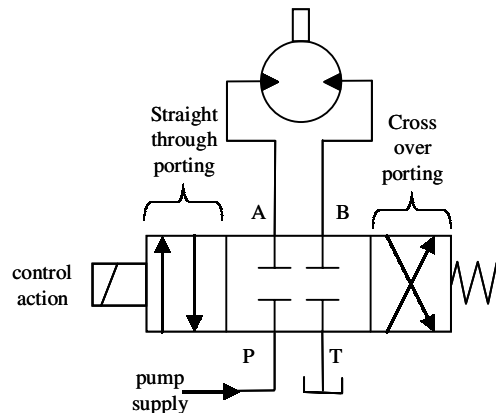 Straight
through
porting
Cross
over
porting
A
B
control
action
P
T
pump
supply